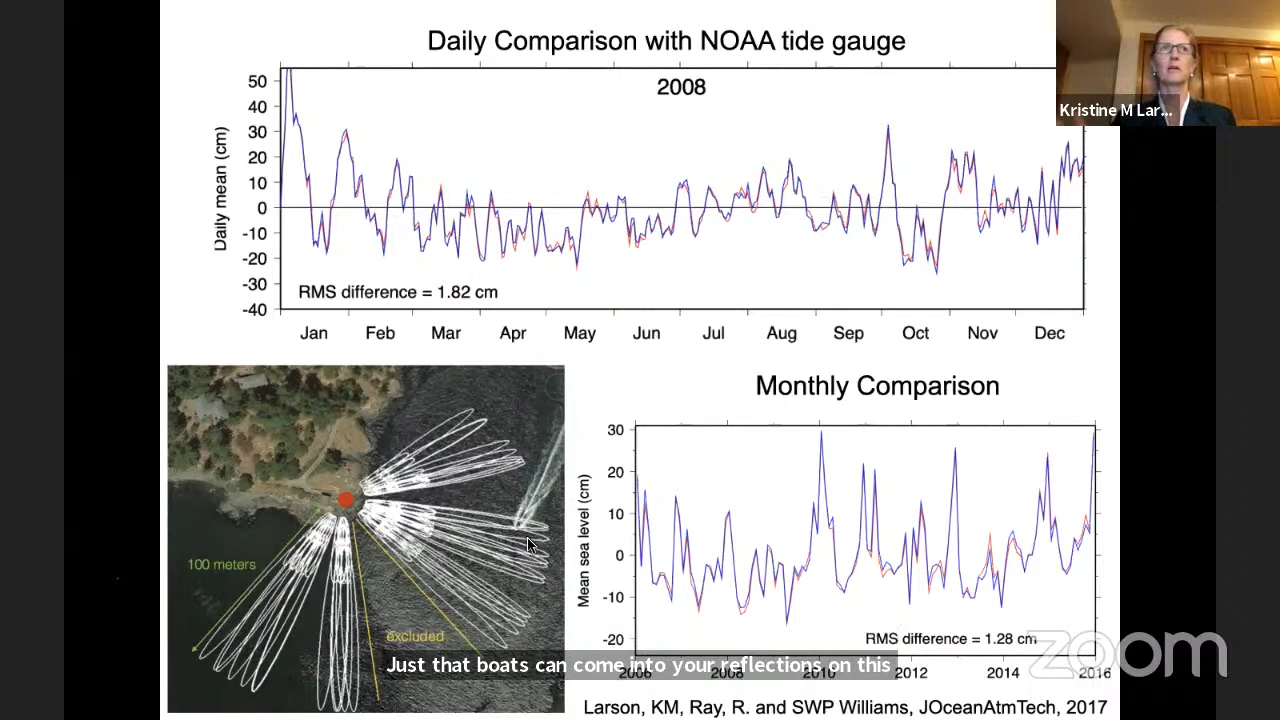 Daily Comparison with NOAA tide gauge
Kristine M Lar...
2008
50
40
30
20
10
0
-10
-20
-30
-40
Daily mean (cm)
RMS difference = 1.82 cm
Jan Feb Mar Apr May Jun Jul Aug Sep Oct Nov Dec
100 meters
excluded
Monthly Comparison
30
20
10
0
-10
-20
Mean sea level (cm)
RMS difference = 1.28 cm
zoom
Just that boats can come into your reflections on this
2006 2008 2010 2012 2014 2016
Larson, KM, Ray, R. and SWP Williams, JOceanAtmTech, 2017